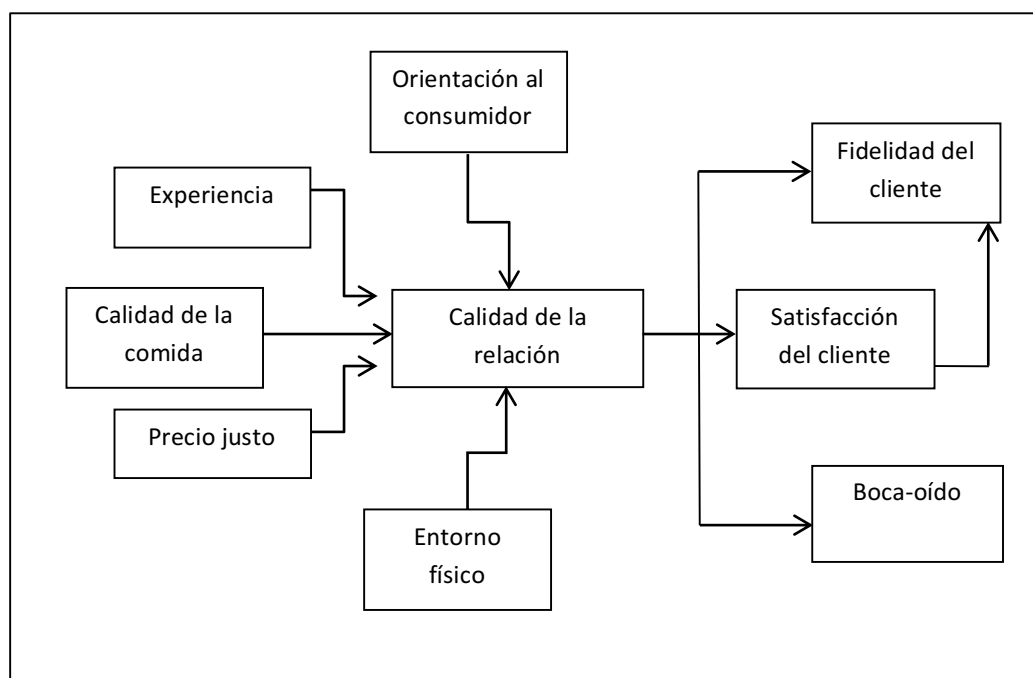 Orientación al
consumidor
Fidelidad del
cliente
Experiencia
Calidad de la
comida
Calidad de la
relación
Satisfacción
del cliente
Precio justo
Boca-oído
Entorno
físico